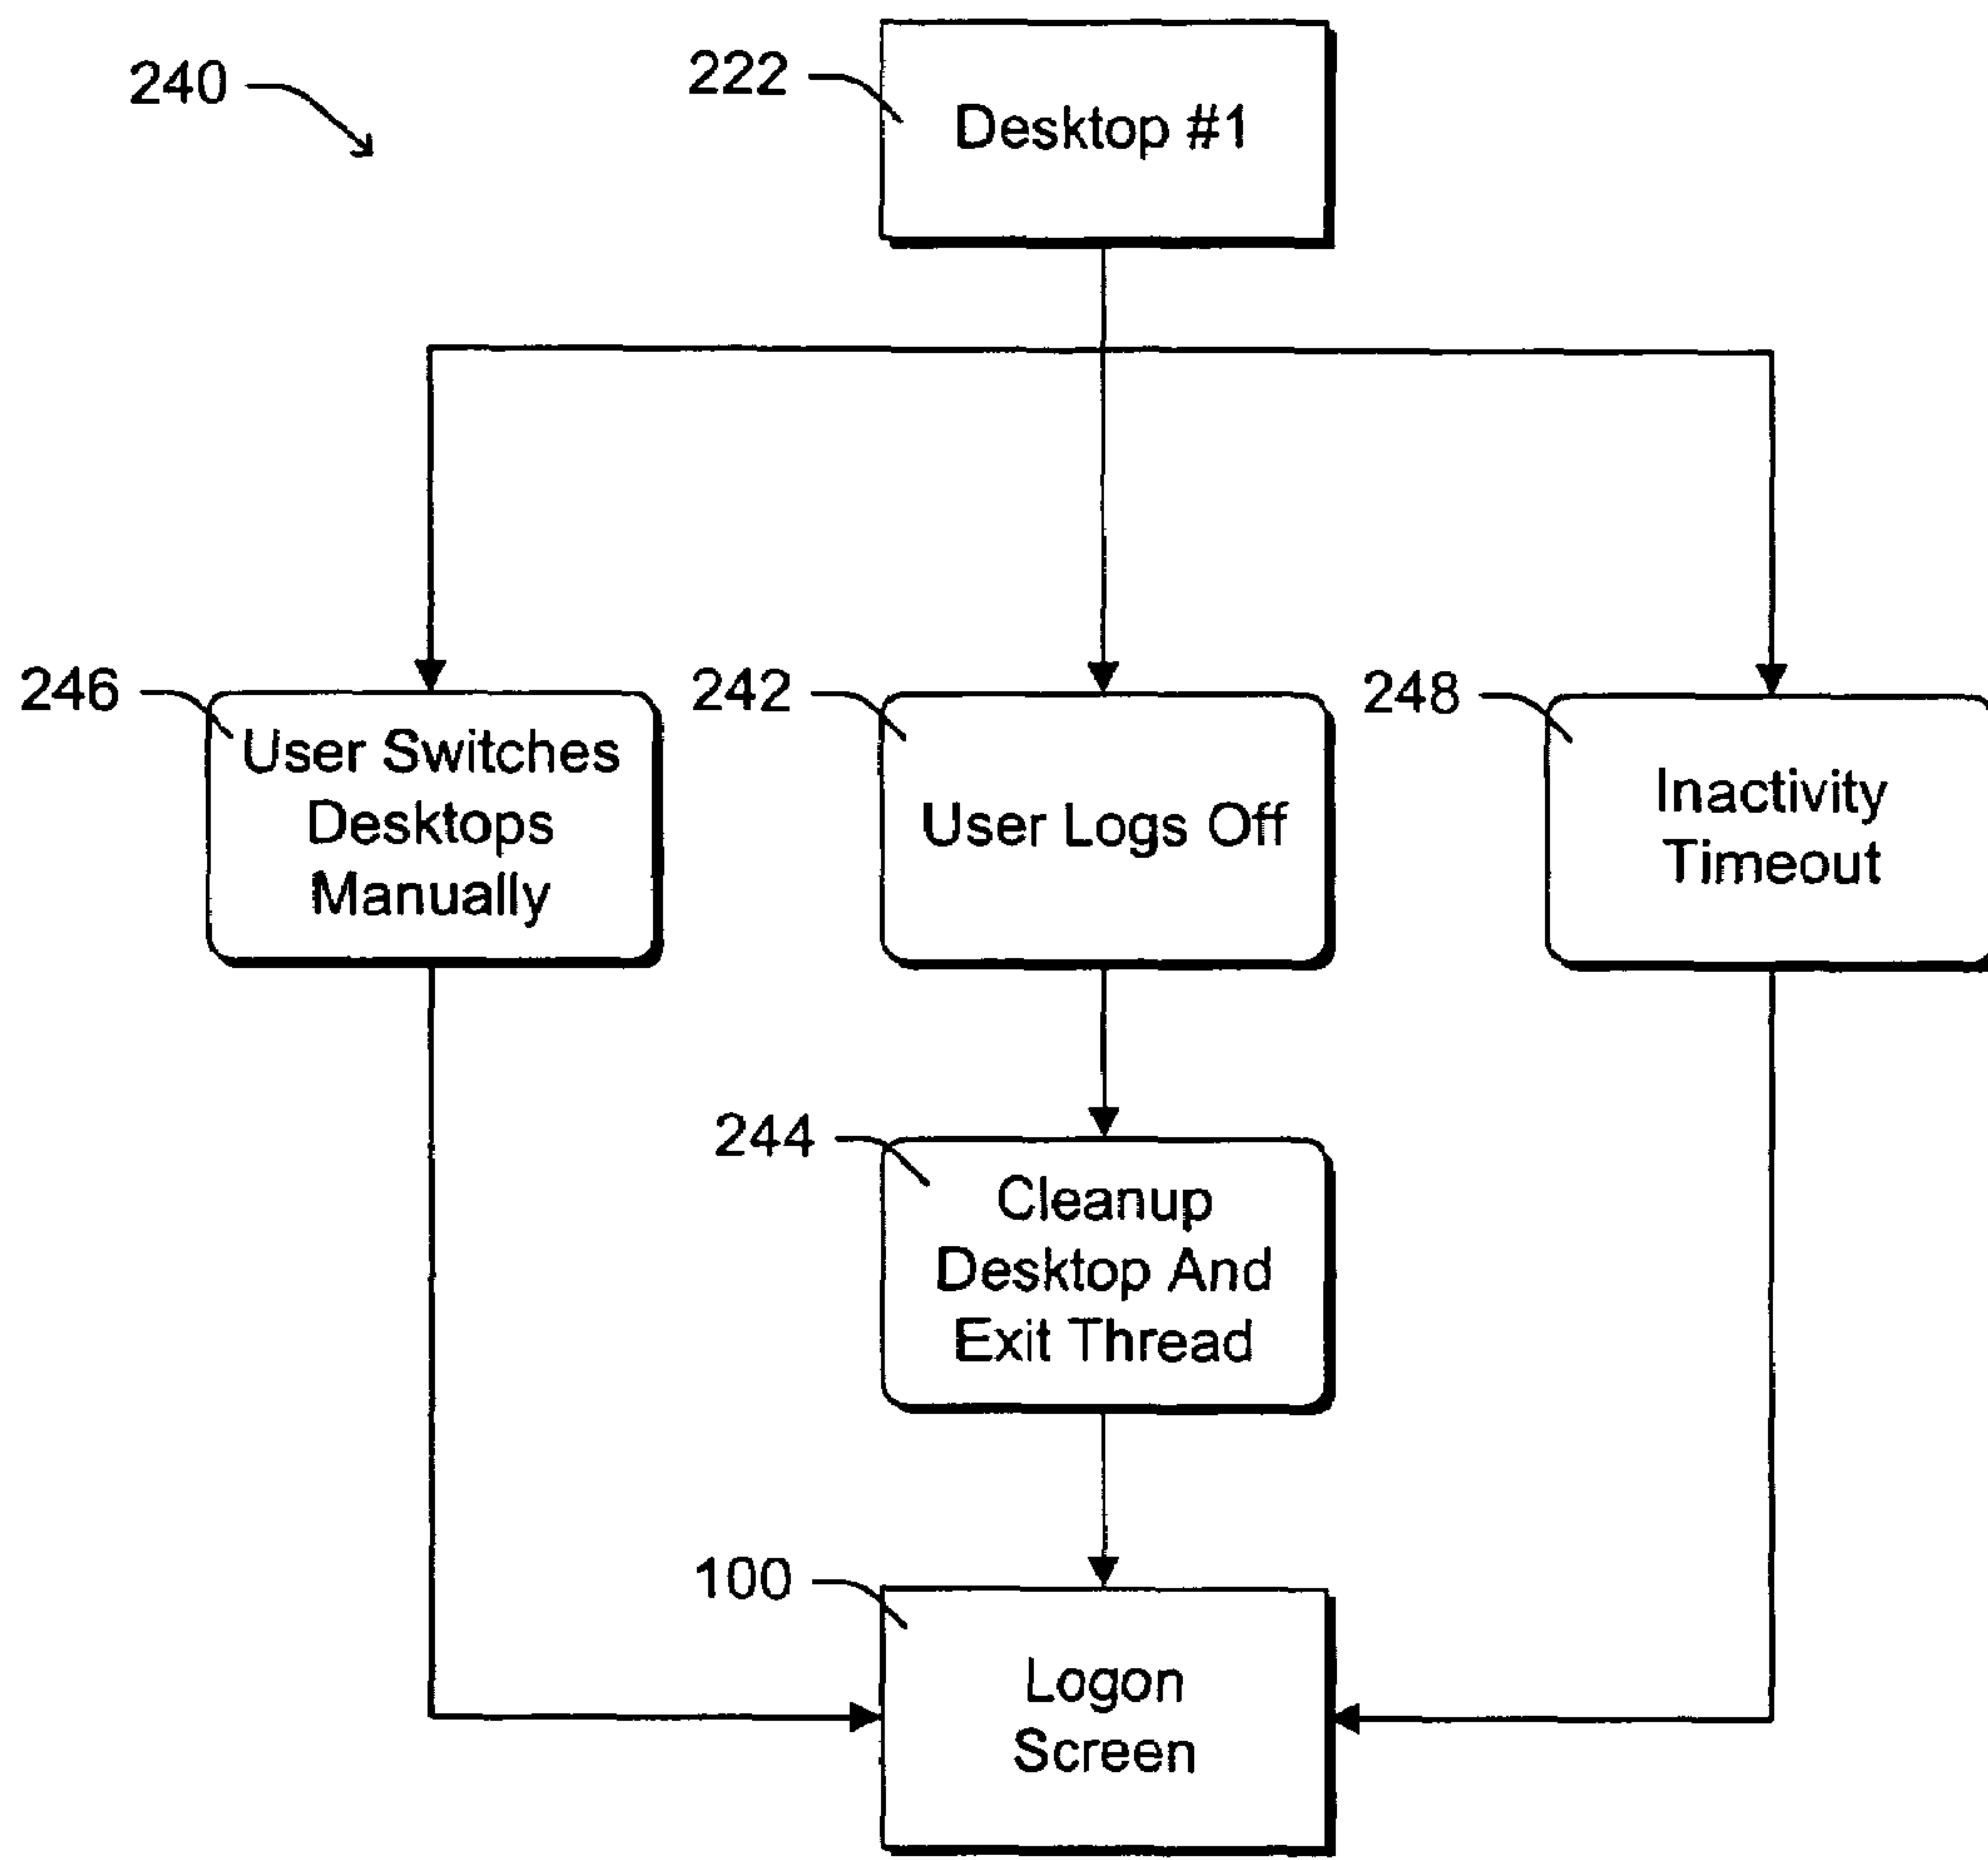 240
222
Desktop #1
246
User Switches
Desktops
Manually
242
User Logs Off
248
Inactivity
Timeout
244
Cleanup
Desktop And
Exit Thread
100
Logon
Screen